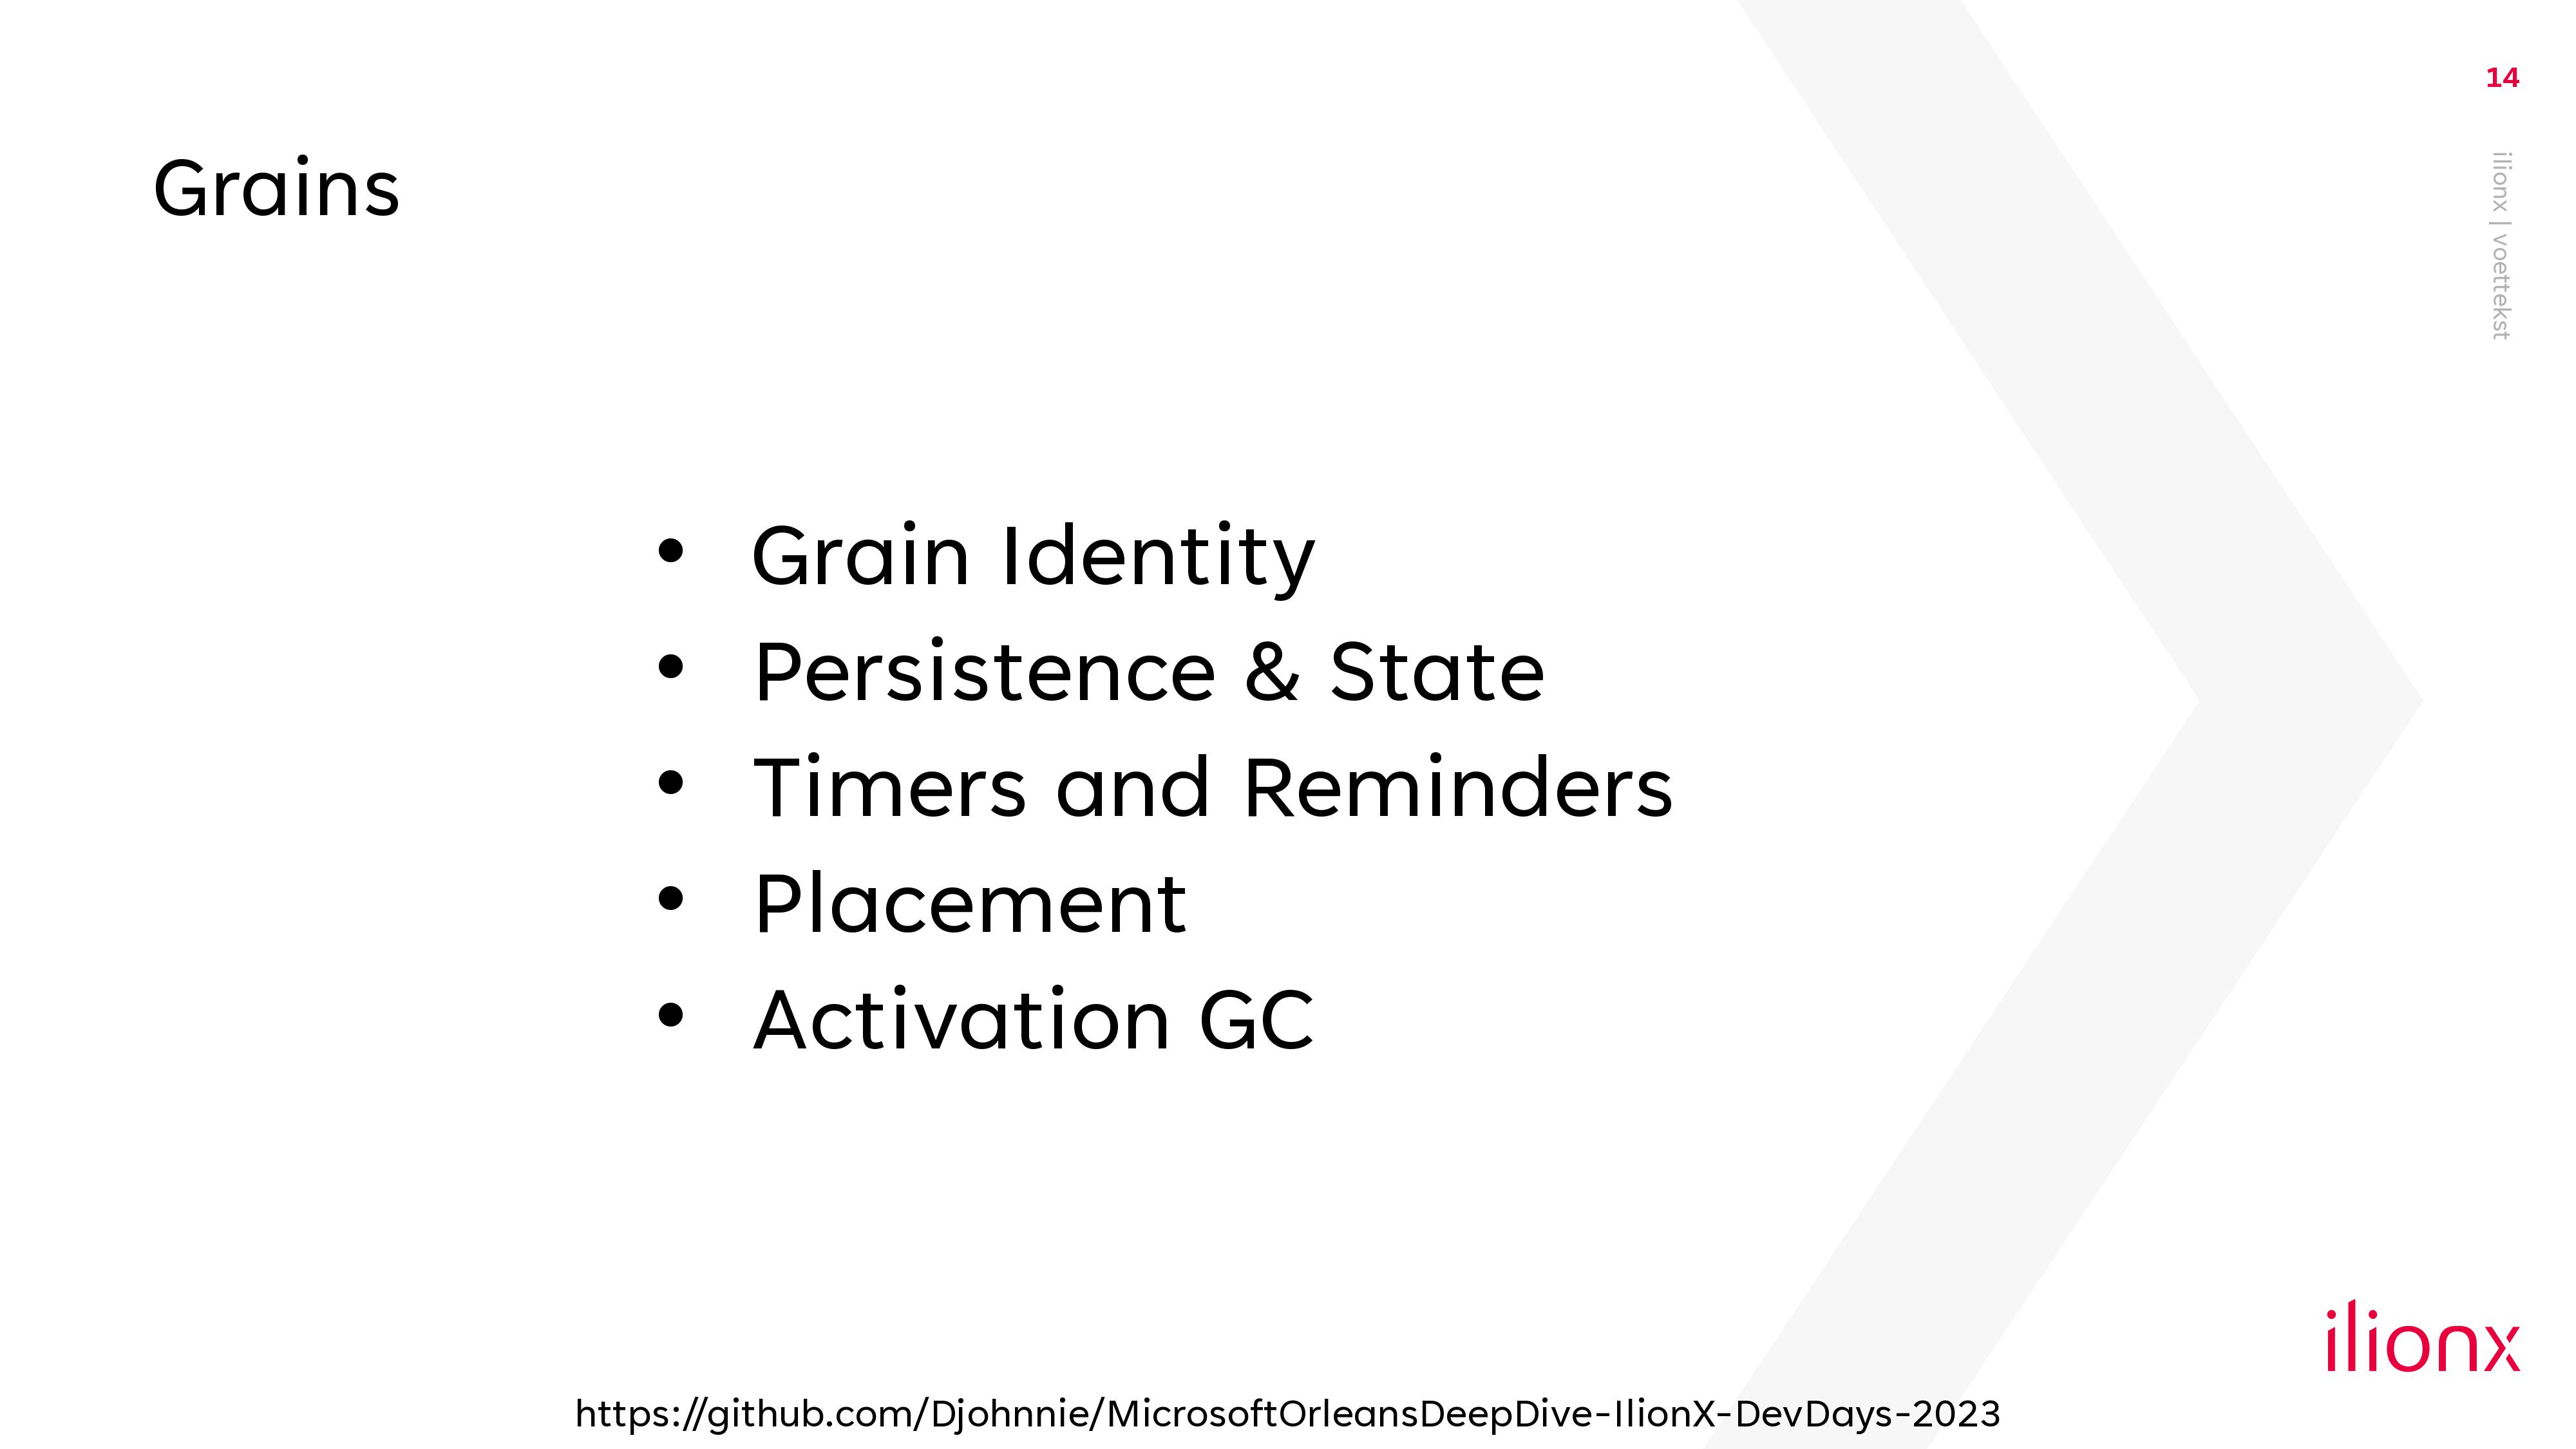 14
ilionx | voettekst
Grains
• Grain Identity
• Persistence & State
• Timers and Reminders
• Placement
• Activation GC
ilionx
https://github.com/Djohnnie/MicrosoftOrleansDeepDive-IlionX-DevDays-2023